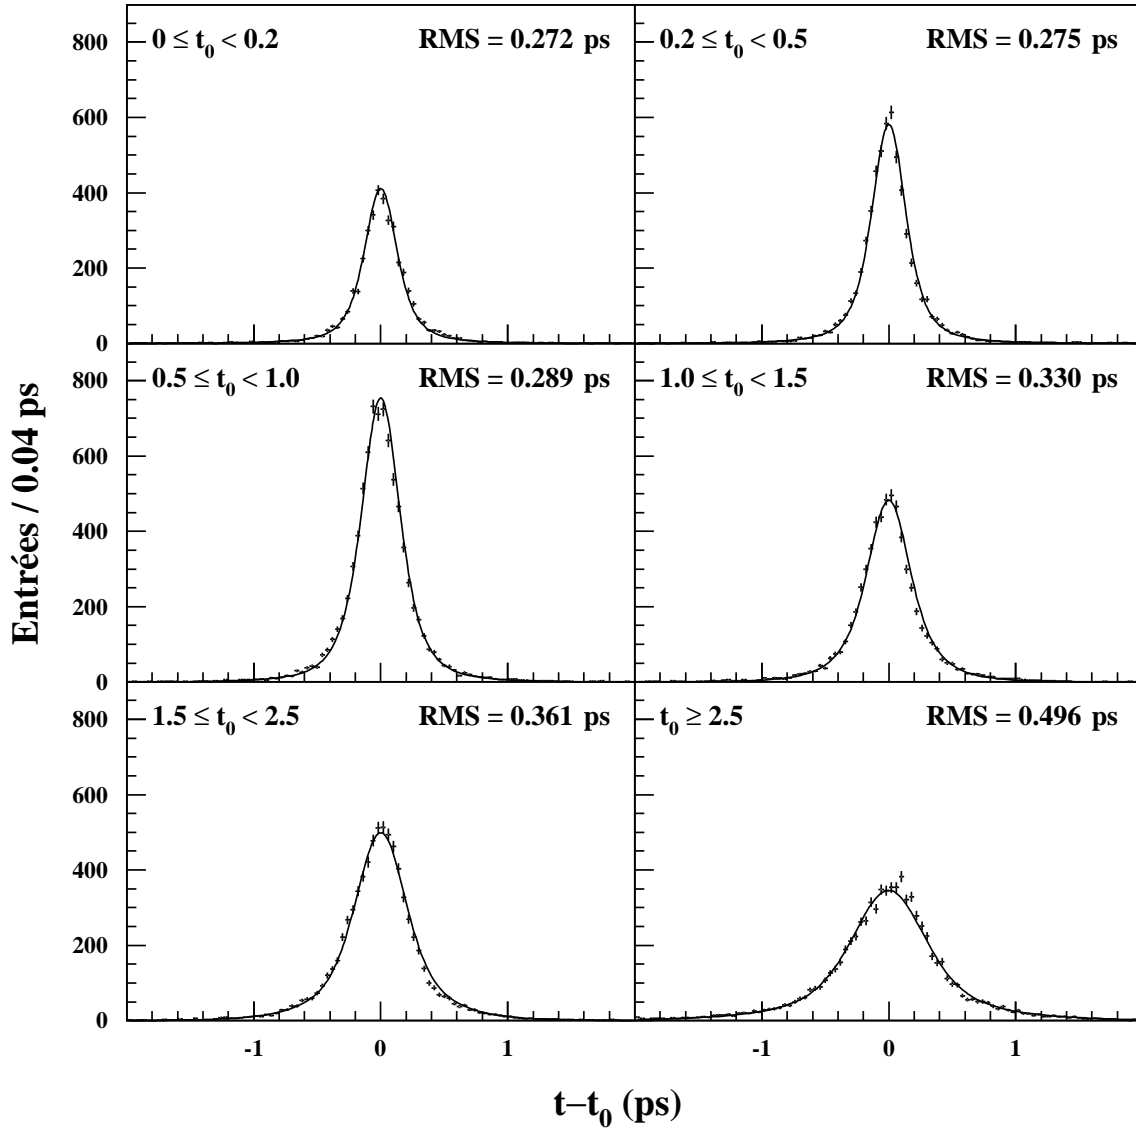 0 ≤ t₀ < 0.2 RMS = 0.272 ps
0.2 ≤ t₀ < 0.5 RMS = 0.275 ps
800
600
400
200
0
0.5 ≤ t₀ < 1.0 RMS = 0.289 ps
1.0 ≤ t₀ < 1.5 RMS = 0.330 ps
800
600
400
200
0
1.5 ≤ t₀ < 2.5 RMS = 0.361 ps
t₀ ≥ 2.5 RMS = 0.496 ps
800
600
400
200
0
-1 0 1
-1 0 1
Entrées / 0.04 ps
t–t₀ (ps)